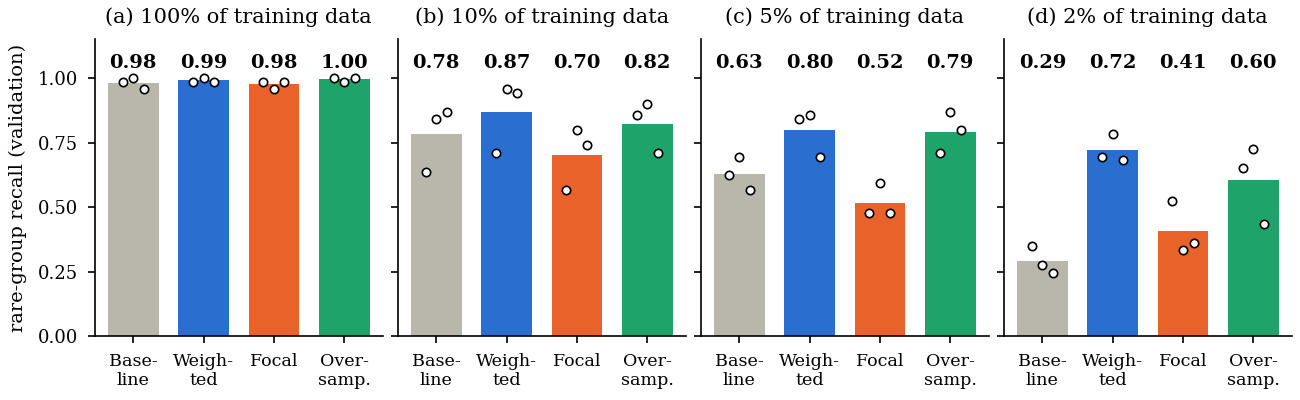 (a) 100% of training data
(b) 10% of training data
(c) 5% of training data
(d) 2% of training data
0.98 0.99 0.98 1.00
0.78 0.87 0.70 0.82
0.63 0.80 0.52 0.79
0.29 0.72 0.41 0.60
rare-group recall (validation)
1.00
0.75
0.50
0.25
0.00
Base- Weigh- Focal Over-
line ted samp.
Base- Weigh- Focal Over-
line ted samp.
Base- Weigh- Focal Over-
line ted samp.
Base- Weigh- Focal Over-
line ted samp.